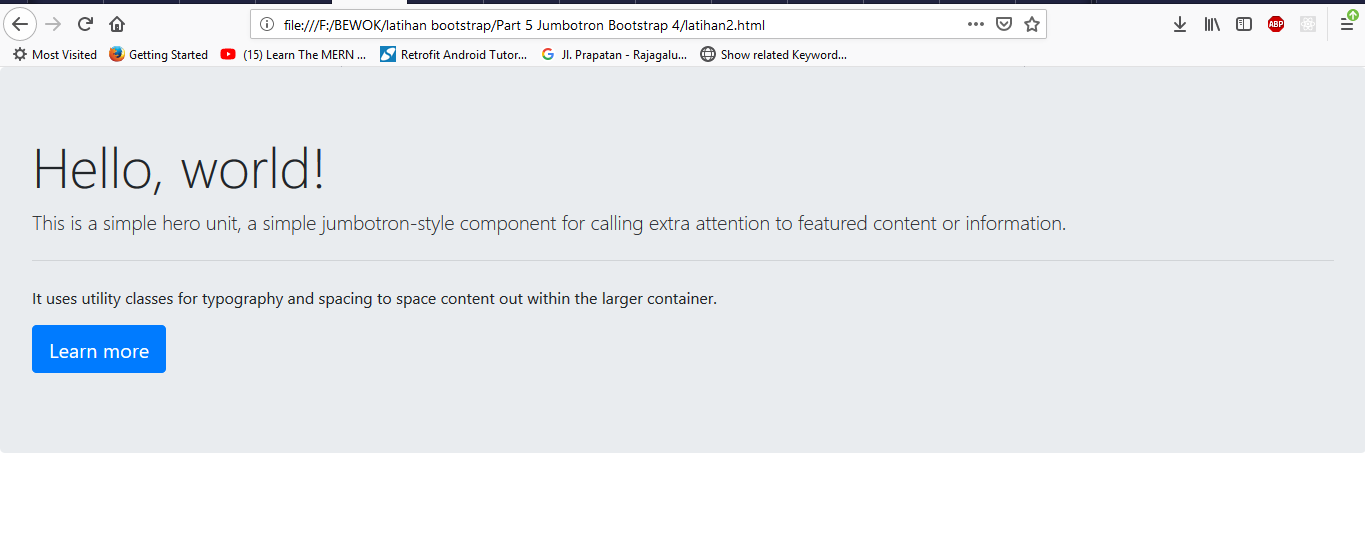 file:///F:/BEWOK/latihan bootstrap/Part 5 Jumbotron Bootstrap 4/latihan2.html
ABP
Most Visited Getting Started (15) Learn The MERN ... Retrofit Android Tutor... Jl. Prapatan - Rajagalu... Show related Keyword...
Hello, world!
This is a simple hero unit, a simple jumbotron-style component for calling extra attention to featured content or information.
It uses utility classes for typography and spacing to space content out within the larger container.
Learn more